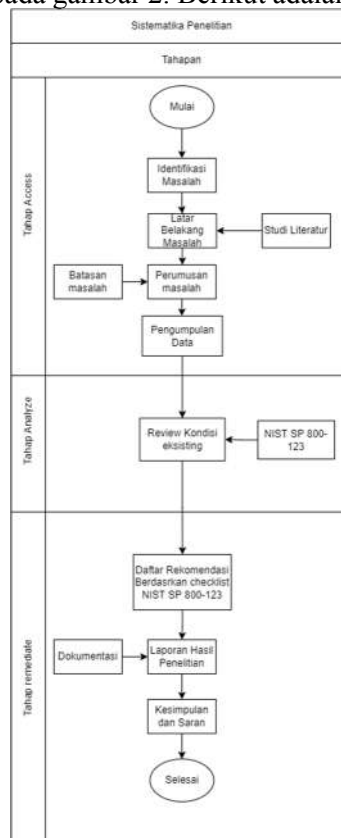 pada gambar 2. Berikut adalah
Sistematika Penelitian
Tahapan
Tahap Access
Mulai
Identifikasi
Masalah
Latar
Belakang
Masalah
Studi Literatur
Batasan
masalah
Perumusan
masalah
Pengumpulan
Data
Tahap Analyze
Review Kondisi
eksisting
NIST SP 800-
123
Tahap remediate
Daftar Rekomendasi
Berdasrkan checklist
NIST SP 800-123
Dokumentasi
Laporan Hasil
Penelitian
Kesimpulan
dan Saran
Selesai